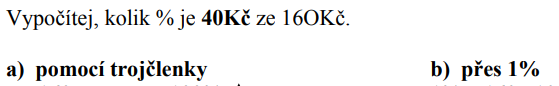 Vypočítej, kolik % je 40Kč ze 16OKč.
a) pomocí trojčlenky b) přes 1%